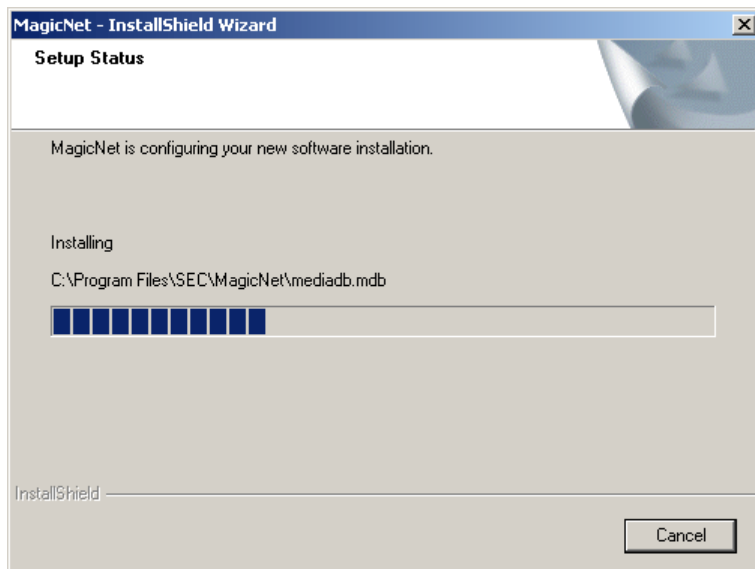 MagicNet - InstallShield Wizard
Setup Status
MagicNet is configuring your new software installation.
Installing
C:\Program Files\SEC\MagicNet\mediadb.mdb
InstallShield
Cancel